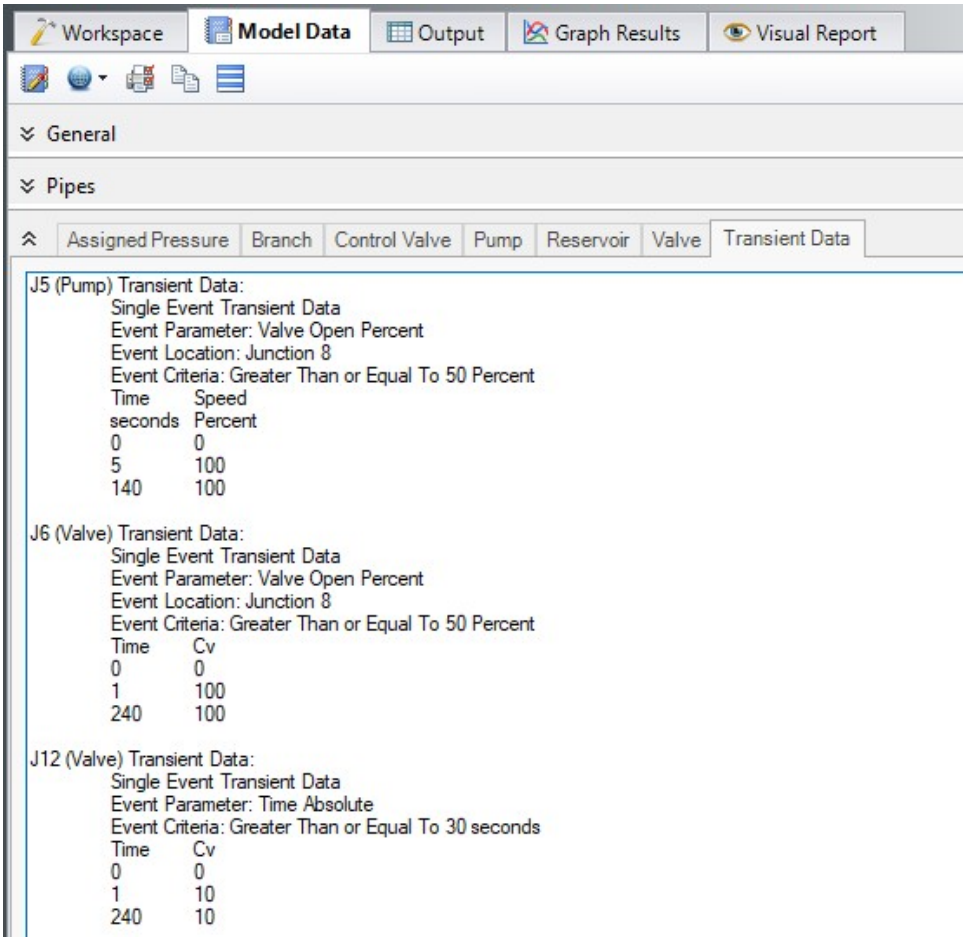 Workspace Model Data Output Graph Results Visual Report
General
Pipes
Assigned Pressure Branch Control Valve Pump Reservoir Valve Transient Data
J5 (Pump) Transient Data:
Single Event Transient Data
Event Parameter: Valve Open Percent
Event Location: Junction 8
Event Criteria: Greater Than or Equal To 50 Percent
Time Speed
seconds Percent
0 0
5 100
140 100
J6 (Valve) Transient Data:
Single Event Transient Data
Event Parameter: Valve Open Percent
Event Location: Junction 8
Event Criteria: Greater Than or Equal To 50 Percent
Time Cv
0 0
1 100
240 100
J12 (Valve) Transient Data:
Single Event Transient Data
Event Parameter: Time Absolute
Event Criteria: Greater Than or Equal To 30 seconds
Time Cv
0 0
1 10
240 10